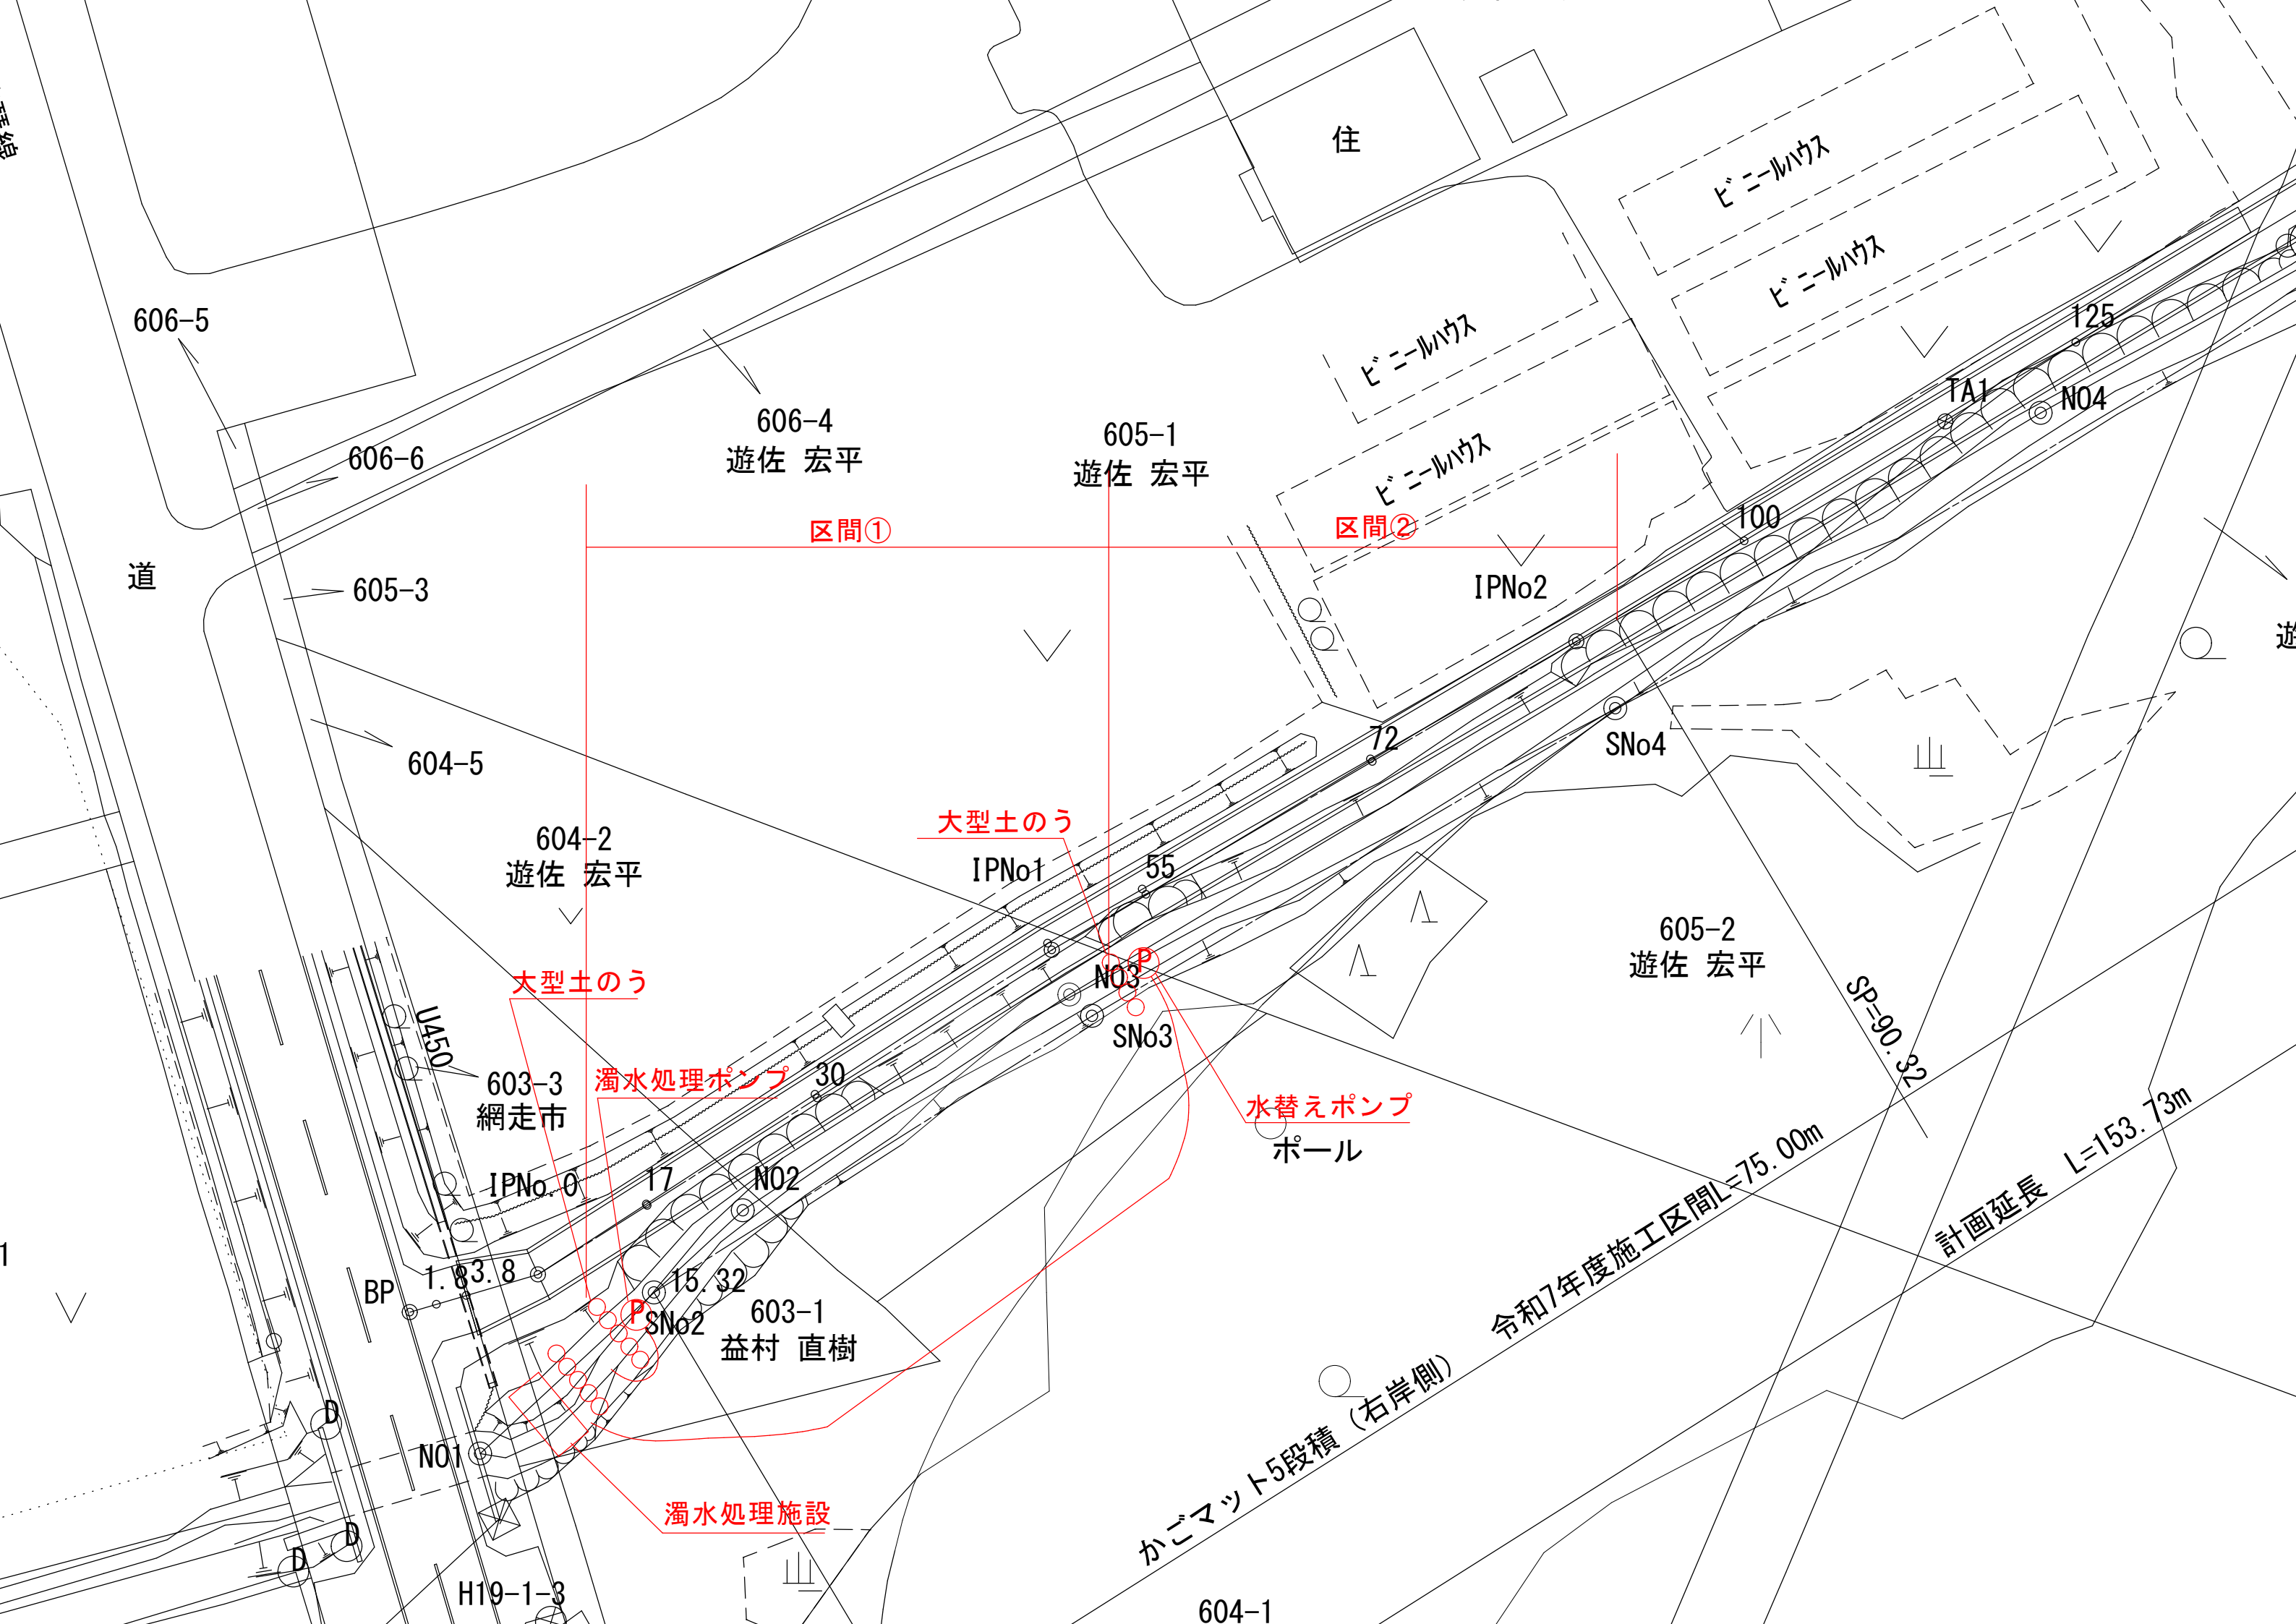 住
ビニールハウス
ビニールハウス
ビニールハウス
ビニールハウス
606-5
606-6
606-4
遊佐 宏平
605-1
遊佐 宏平
125
TA1
NO4
区間①
区間②
100
IPNo2
道
605-3
604-5
72
SNo4
大型土のう
604-2
遊佐 宏平
IPNo1
55
605-2
遊佐 宏平
大型土のう
P
NO3
SNo3
SP=90.32
U450
603-3
網走市
濁水処理ポンプ
30
水替えポンプ
ポール
IPNo.0
17
NO2
BP
1.8
3.8
15.32
P
SNo2
603-1
益村 直樹
令和7年度施工区間L=75.00m
計画延長 L=153.73m
かごマット5段積（右岸側）
D
NO1
濁水処理施設
D
D
H19-1-3
604-1
1